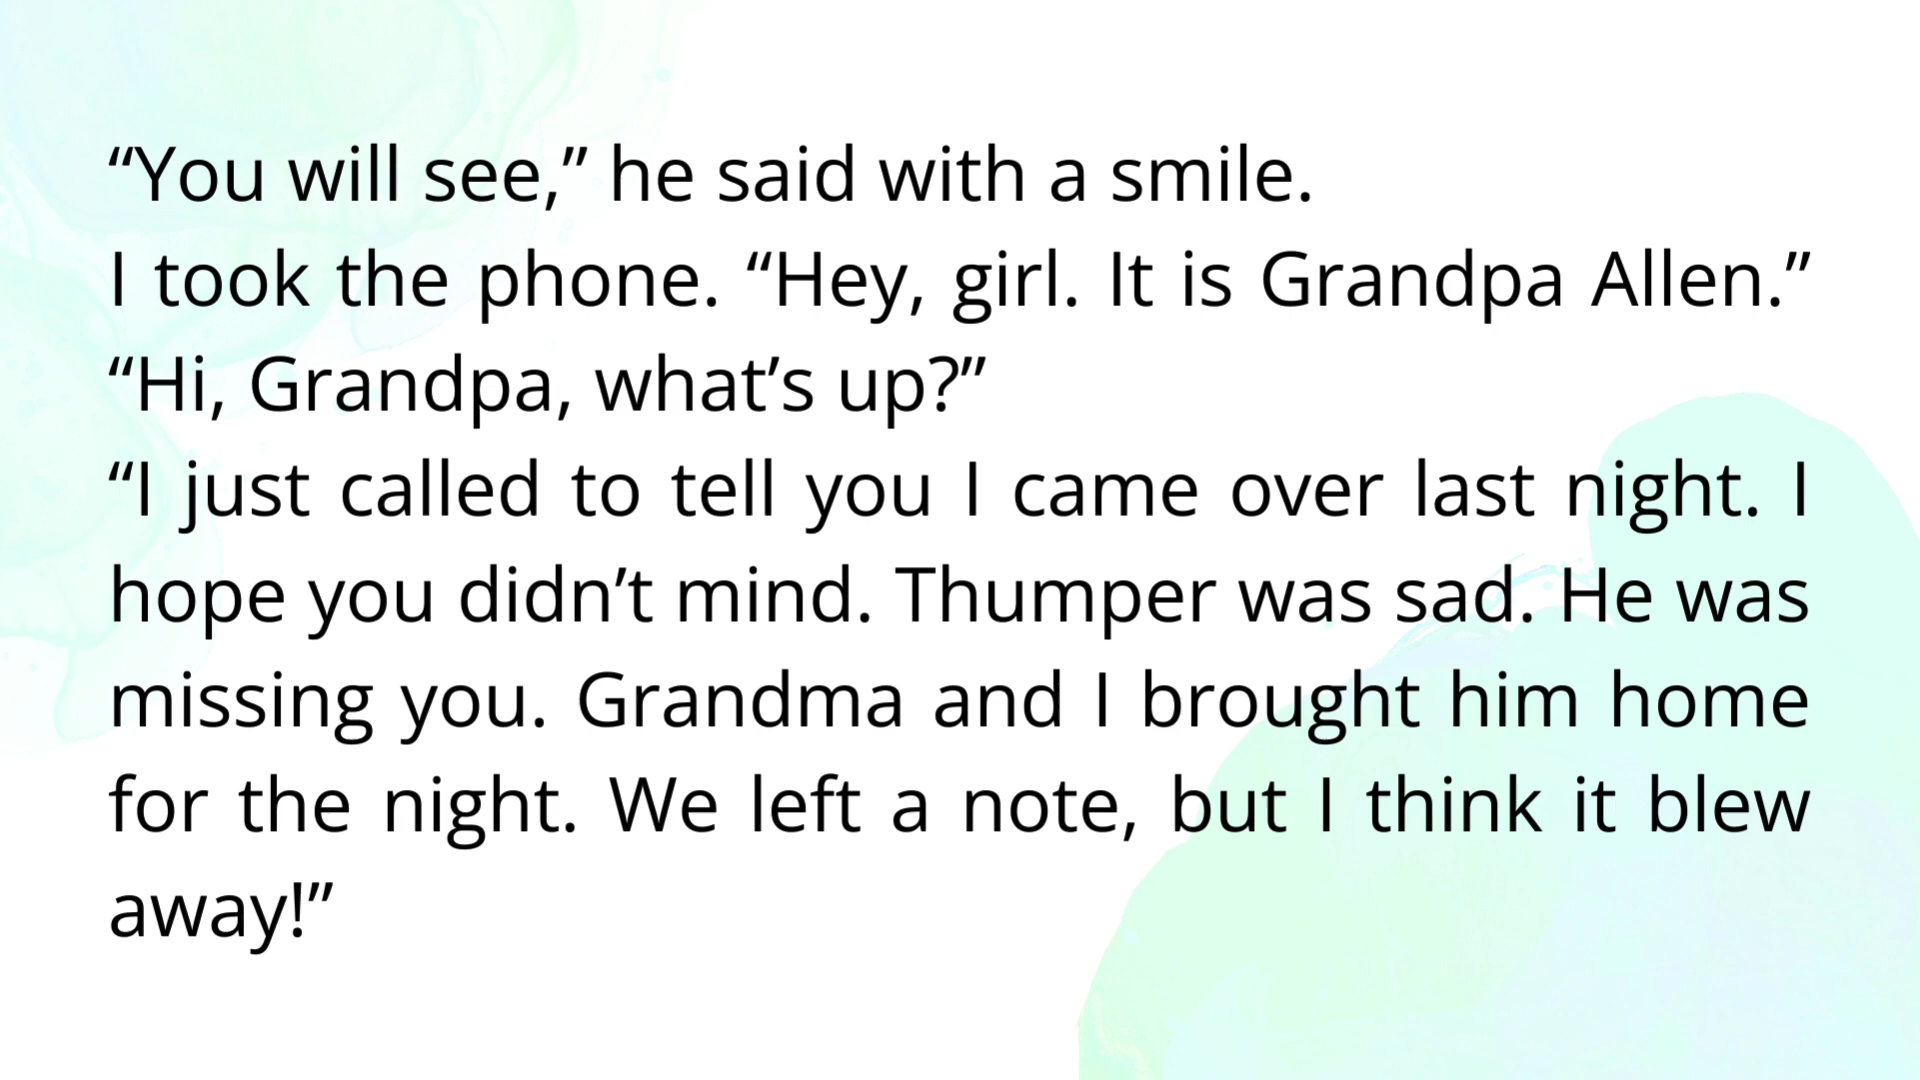 “You will see,” he said with a smile.
I took the phone. “Hey, girl. It is Grandpa Allen.”
“Hi, Grandpa, what’s up?”
“I just called to tell you I came over last night. I
hope you didn’t mind. Thumper was sad. He was
missing you. Grandma and I brought him home
for the night. We left a note, but I think it blew
away!”